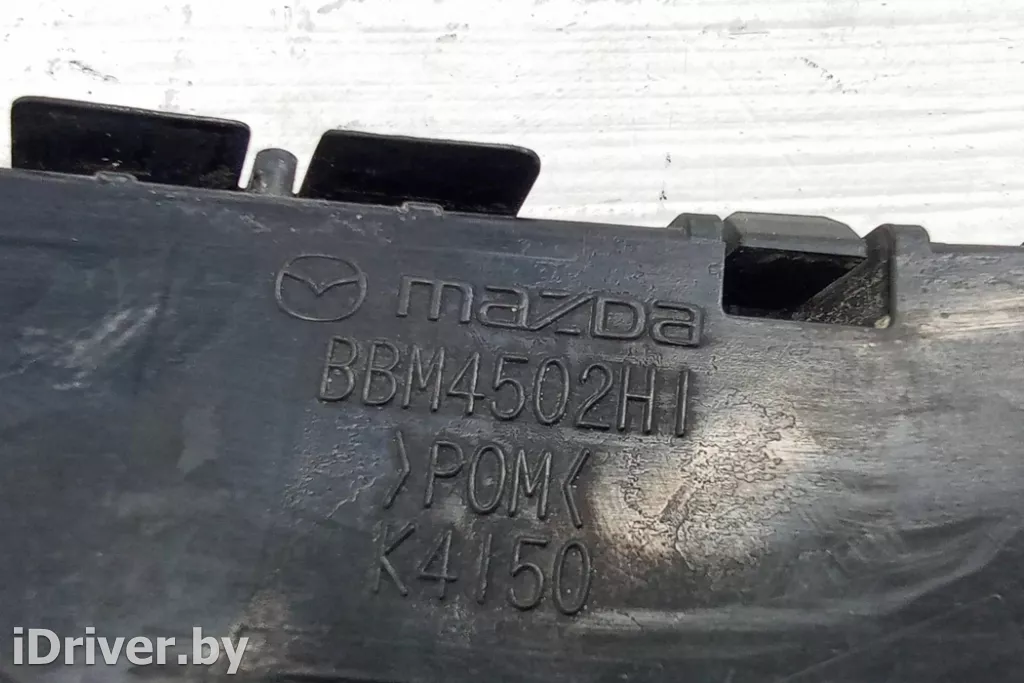 mazda
BBM4502H1
>POM<
K4150
iDriver.by